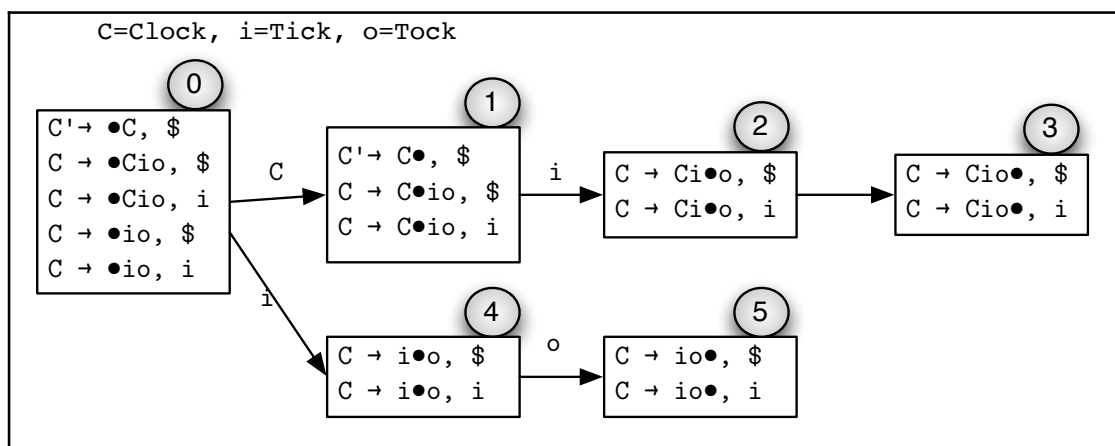 C=Clock, i=Tick, o=Tock
0
C'→ ●C, $
C → ●Cio, $
C → ●Cio, i
C → ●io, $
C → ●io, i
C
i
1
C'→ C●, $
C → C●io, $
C → C●io, i
i
2
C → Ci●o, $
C → Ci●o, i
3
C → Cio●, $
C → Cio●, i
4
C → i●o, $
C → i●o, i
o
5
C → io●, $
C → io●, i